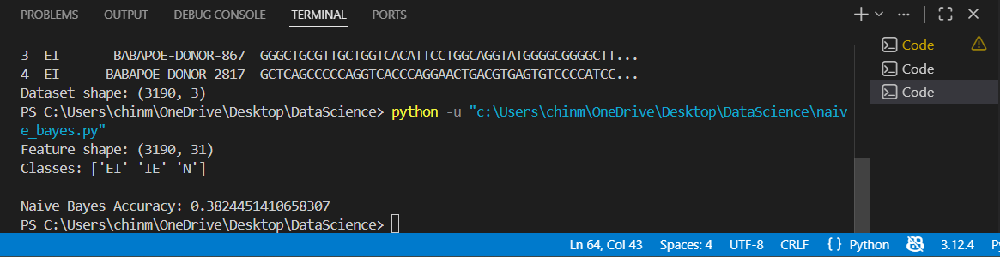 PROBLEMS OUTPUT DEBUG CONSOLE TERMINAL PORTS
3 EI BABAPOE-DONOR-867 GGGCTGCGTTGCTGGTCACATTCCTGGCAGGTATGGGGCGGGGCTT...
4 EI BABAPOE-DONOR-2817 GCTCAGCCCCCAGGTCACCCAGGAACTGACGTGAGTGTCCCCATCC...
Dataset shape: (3190, 3)
PS C:\Users\chinm\OneDrive\Desktop\DataScience> python -u "c:\Users\chinm\OneDrive\Desktop\DataScience\naiv
e_bayes.py"
Feature shape: (3190, 31)
Classes: ['EI' 'IE' 'N']
Naive Bayes Accuracy: 0.3824451410658307
PS C:\Users\chinm\OneDrive\Desktop\DataScience>
Code
Code
Code
Ln 64, Col 43 Spaces: 4 UTF-8 CRLF { } Python 3.12.4